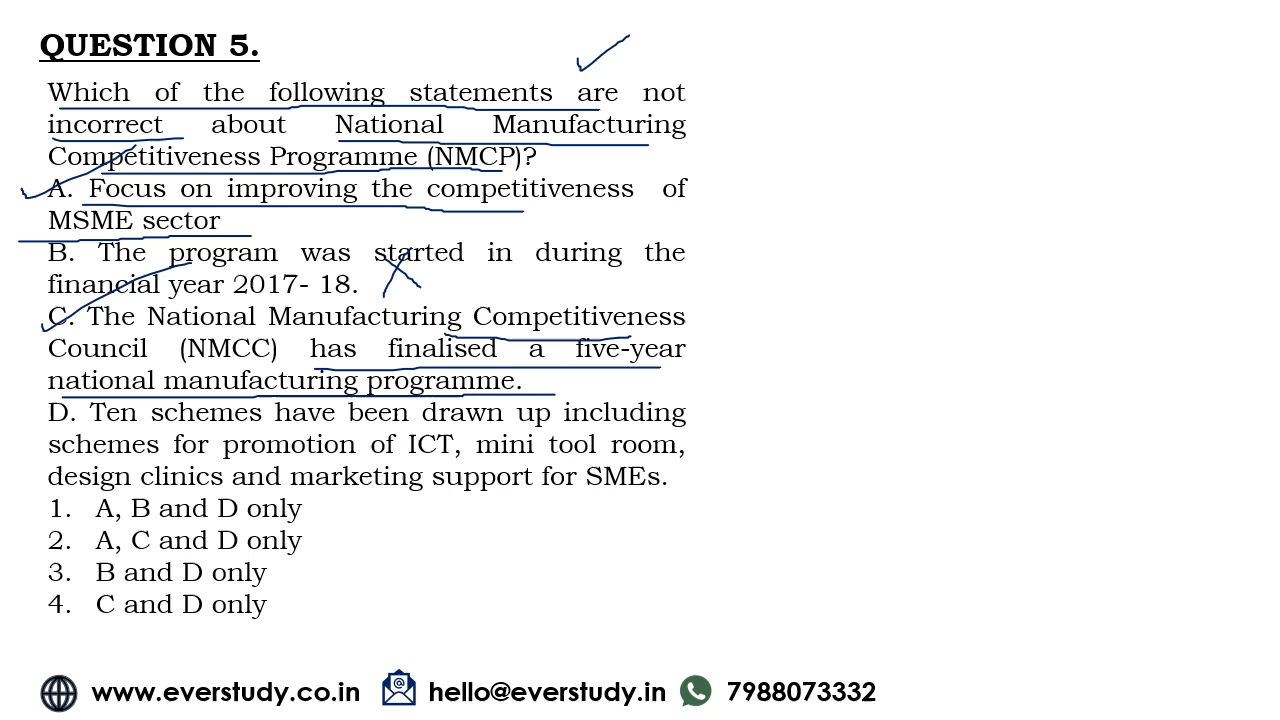 QUESTION 5.
Which of the following statements are not
incorrect about National Manufacturing
Competitiveness Programme (NMCP)?
A. Focus on improving the competitiveness of
MSME sector
B. The program was started in during the
financial year 2017- 18.
C. The National Manufacturing Competitiveness
Council (NMCC) has finalised a five-year
national manufacturing programme.
D. Ten schemes have been drawn up including
schemes for promotion of ICT, mini tool room,
design clinics and marketing support for SMEs.
1. A, B and D only
2. A, C and D only
3. B and D only
4. C and D only
www.everstudy.co.in hello@everstudy.in 7988073332